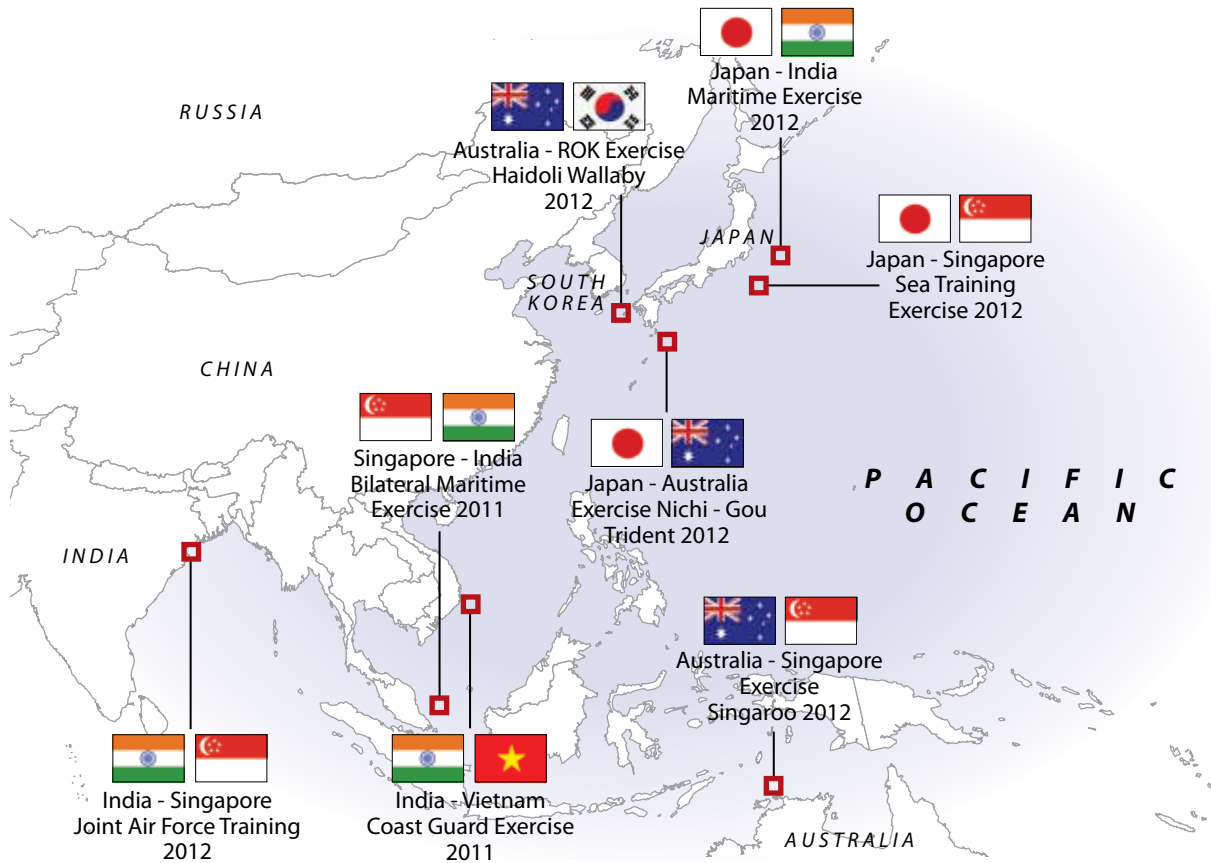 Japan - India
Maritime Exercise
2012
RUSSIA
Australia - ROK Exercise
Haidoli Wallaby
2012
JAPAN
Japan - Singapore
Sea Training
Exercise 2012
SOUTH
KOREA
CHINA
Singapore - India
Bilateral Maritime
Exercise 2011
Japan - Australia
Exercise Nichi - Gou
Trident 2012
PACIFIC
OCEAN
INDIA
Australia - Singapore
Exercise
Singaroo 2012
India - Singapore
Joint Air Force Training
2012
India - Vietnam
Coast Guard Exercise
2011
AUSTRALIA